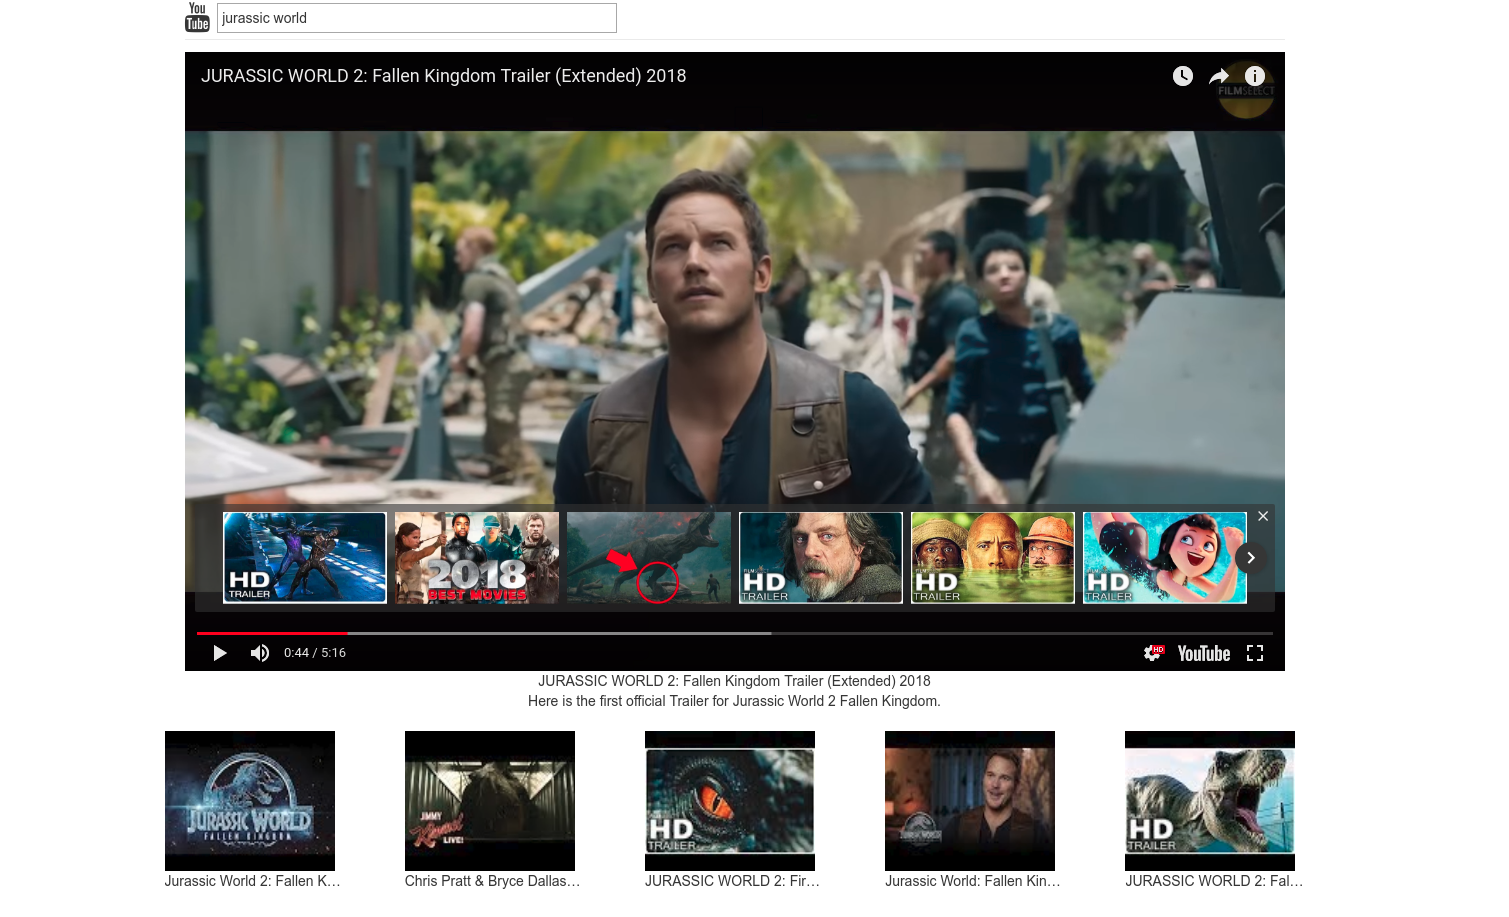 You
Tube
jurassic world
JURASSIC WORLD 2: Fallen Kingdom Trailer (Extended) 2018
FILMSELECT
HD
TRAILER
2018
BEST MOVIES
HD
TRAILER
HD
TRAILER
HD
TRAILER
0:44 / 5:16
HD
YouTube
JURASSIC WORLD 2: Fallen Kingdom Trailer (Extended) 2018
Here is the first official Trailer for Jurassic World 2 Fallen Kingdom.
JURASSIC WORLD
FALLEN KINGDOM
JIMMY
Kimmel
LIVE!
HD
TRAILER
JURASSIC WORLD
HD
TRAILER
Jurassic World 2: Fallen K...
Chris Pratt & Bryce Dallas...
JURASSIC WORLD 2: Fir...
Jurassic World: Fallen Kin...
JURASSIC WORLD 2: Fal...